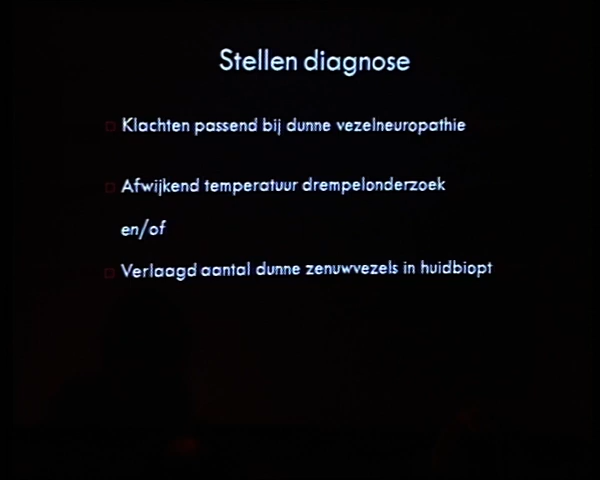 Stellen diagnose
Klachten passend bij dunne vezelneuropathie
Afwijkend temperatuur drempelonderzoek
en/of
Verlaagd aantal dunne zenuwvezels in huidbiopt